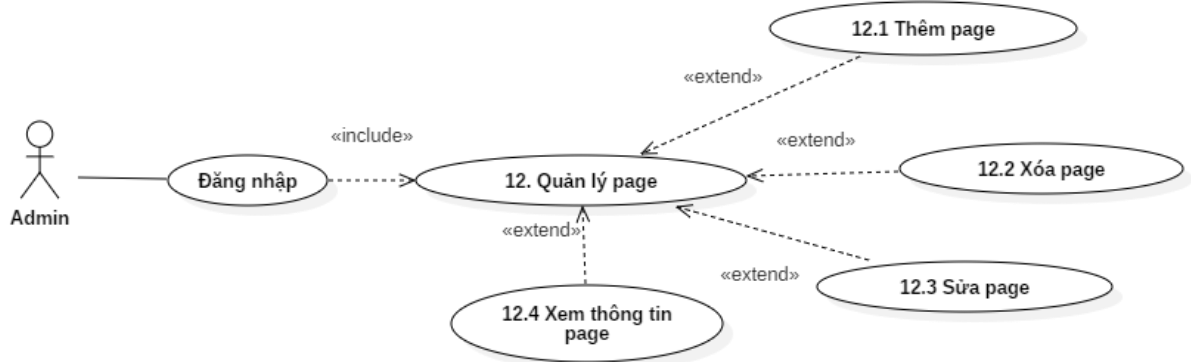 12.1 Thêm page
«extend»
«include»
«extend»
Admin
Đăng nhập
12. Quản lý page
12.2 Xóa page
«extend»
«extend»
12.3 Sửa page
12.4 Xem thông tin
page